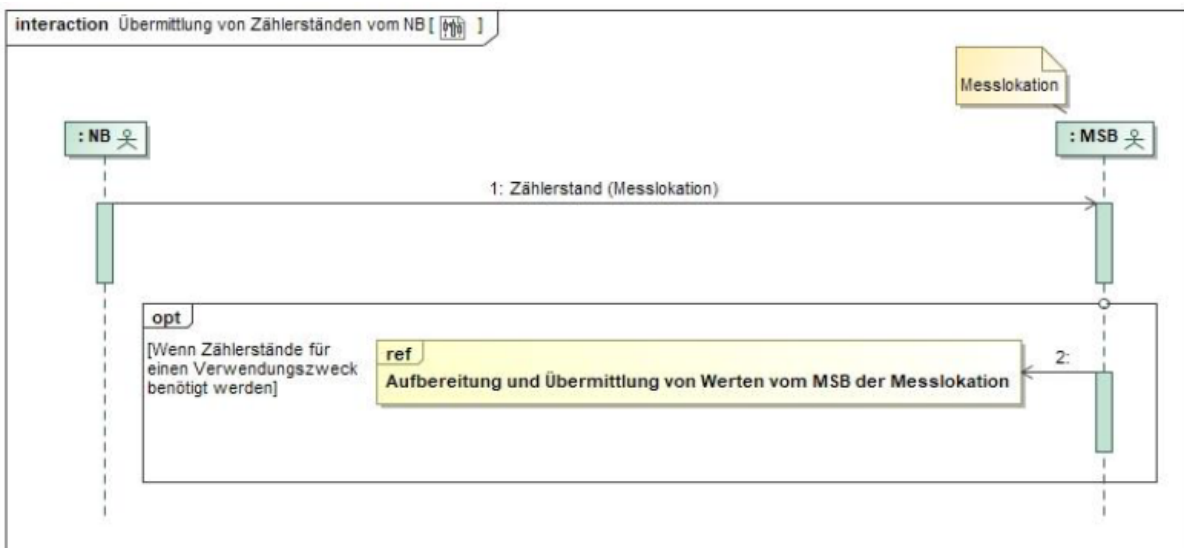 interaction Übermittlung von Zählerständen vom NB [ ]
Messlokation
: NB
: MSB
1: Zählerstand (Messlokation)
opt
[Wenn Zählerstände für
einen Verwendungszweck
benötigt werden]
ref
Aufbereitung und Übermittlung von Werten vom MSB der Messlokation
2: